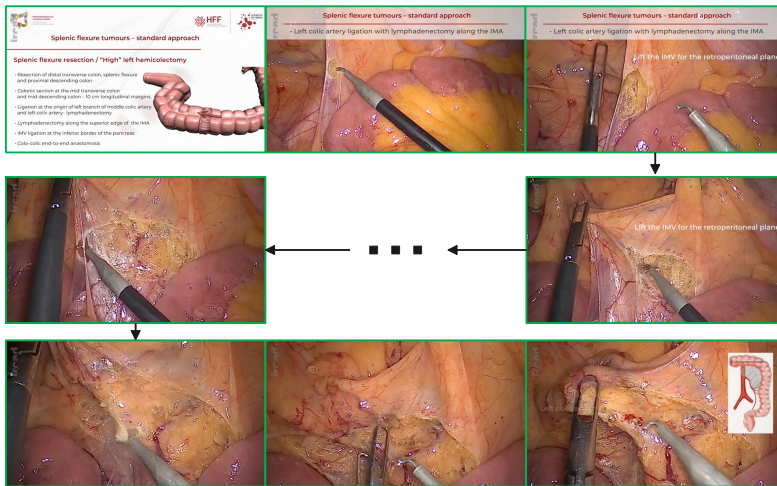 HFF
Splenic flexure tumours – standard approach
Splenic flexure resection / "High" left hemicolectomy
- Resection of distal transverse colon, splenic flexure
and proximal descending colon
- Colonic section at the mid transverse colon
and mid descending colon – 10 cm longitudinal margins
- Ligation at the origin of left branch of middle colic artery
and left colic artery- lymphadenectomy
- Lymphadenectomy along the superior edge of the IMA
- IMV ligation at the inferior border of the pancreas
- Colo-colic end-to-end anastomosis
Splenic flexure tumours – standard approach
- Left colic artery ligation with lymphadenectomy along the IMA
Splenic flexure tumours – standard approach
- Left colic artery ligation with lymphadenectomy along the IMA
Lift the IMV for the retroperitoneal plane
Lift the IMV for the retroperitoneal plane